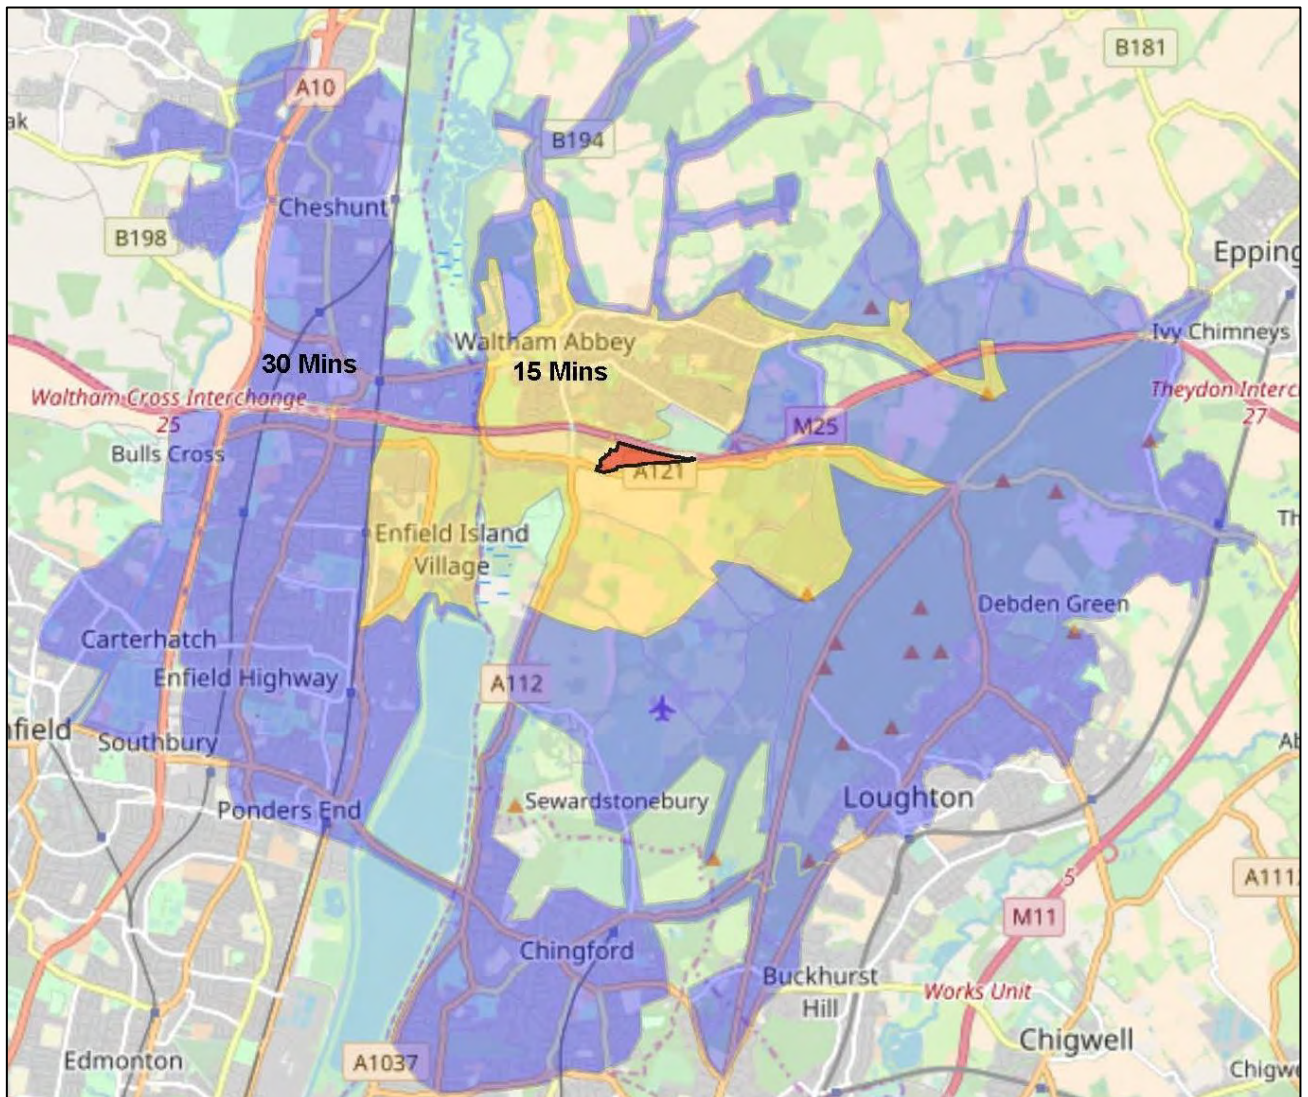 B181
A10
ak
B194
Cheshunt
B198
Epping
Waltham Abbey
Ivy Chimneys
30 Mins
15 Mins
Waltham Cross Interchange
25
Theydon Interc
27
M25
Bulls Cross
A121
Th
Enfield Island
Village
Debden Green
Carterhatch
Enfield Highway
A112
nfield
Southbury
Ab
Sewardstonebury
Loughton
Ponders End
5
A111
M11
Chingford
Buckhurst
Hill
Works Unit
Chigwell
Edmonton
A1037
Chigwe